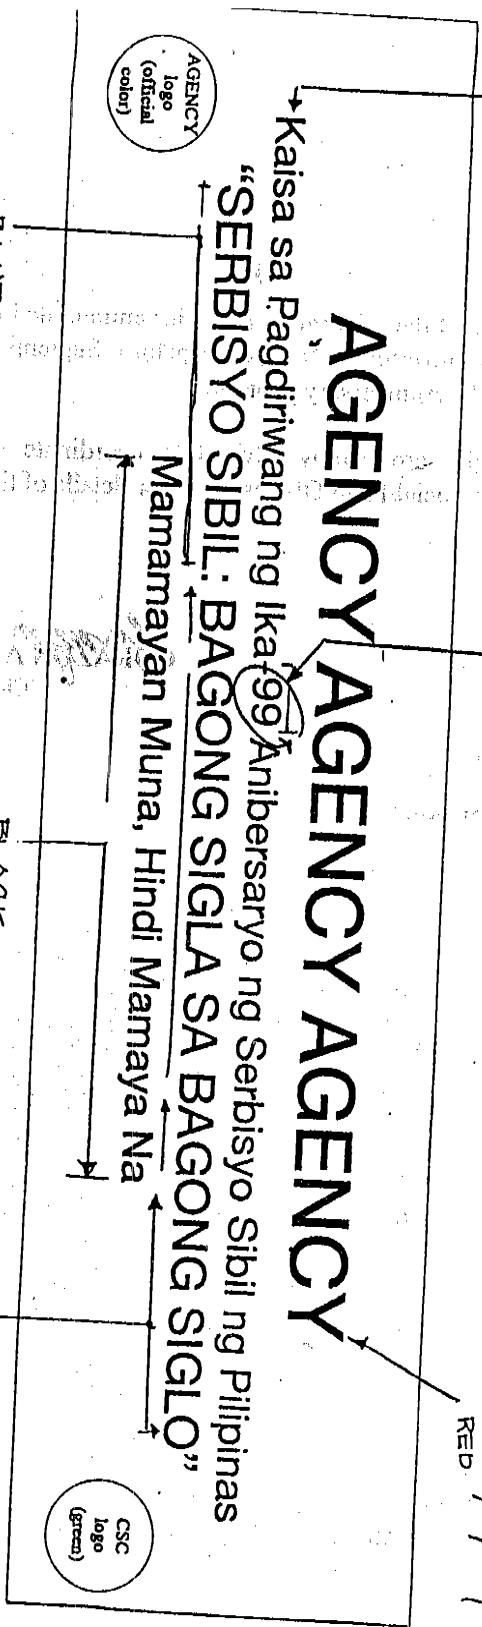 RED
AGENCY AGENCY AGENCY
Kaisa sa Pagdiriwang ng Ika-99 Anibersaryo ng Serbisyo Sibil ng Pilipinas
“SERBISYO SIBIL: BAGONG SIGLA SA BAGONG SIGLO”
Mamamayan Muna, Hindi Mamaya Na
AGENCY
logo
(official
color)
CSC
logo
(green)